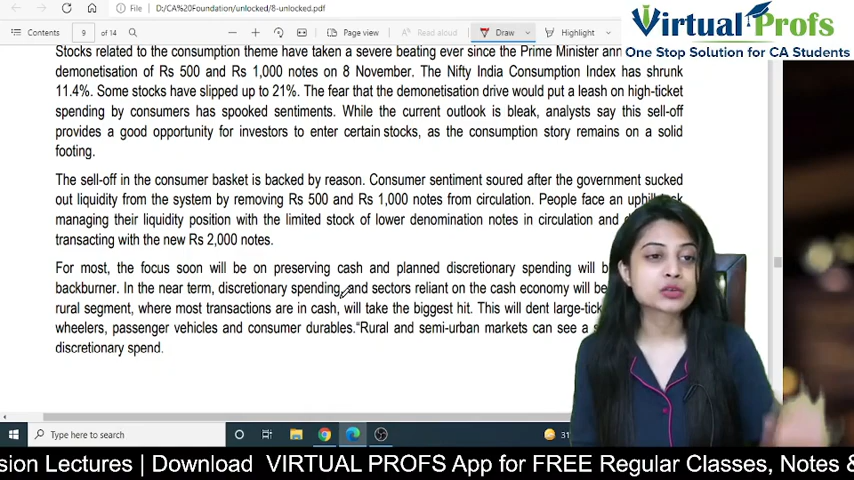 File
D:/CA%20Foundation/unlocked/8-unlocked.pdf
Contents
9
of 14
Page view
Read aloud
Draw
Highlight
Virtual Profs
One Stop Solution for CA Students
Stocks related to the consumption theme have taken a severe beating ever since the Prime Minister
demonetisation of Rs 500 and Rs 1,000 notes on 8 November. The Nifty India Consumption Index has shrunk
11.4%. Some stocks have slipped up to 21%. The fear that the demonetisation drive would put a leash on high-ticket
spending by consumers has spooked sentiments. While the current outlook is bleak, analysts say this sell-off
provides a good opportunity for investors to enter certain stocks, as the consumption story remains on a solid
footing.
The sell-off in the consumer basket is backed by reason. Consumer sentiment soured after the government sucked
out liquidity from the system by removing Rs 500 and Rs 1,000 notes from circulation. People face an uphill task
managing their liquidity position with the limited stock of lower denomination notes in circulation and
transacting with the new Rs 2,000 notes.
For most, the focus soon will be on preserving cash and planned discretionary spending will
backburner. In the near term, discretionary spending, and sectors reliant on the cash economy will be
rural segment, where most transactions are in cash, will take the biggest hit. This will dent
wheelers, passenger vehicles and consumer durables.“Rural and semi-urban markets can see a
discretionary spend.
Type here to search
31
sion Lectures | Download VIRTUAL PROFS App for FREE Regular Classes, Notes &